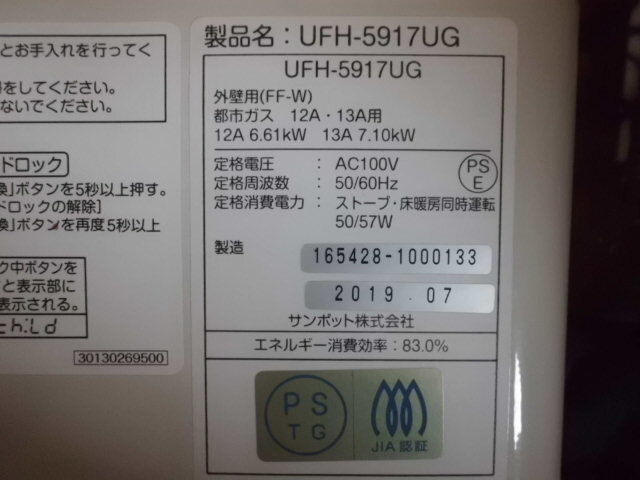 とお手入れを行ってく
をしてください。
ないでください。
ドロック
換」ボタンを5秒以上押す。
ドロックの解除]
換」ボタンを再度5秒以上
ク中ボタンを
と表示部に
表示される。
child
30130269500
製品名：UFH-5917UG
UFH-5917UG
外壁用(FF-W)
都市ガス 12A・13A用
12A 6.61kW 13A 7.10kW
定格電圧 ： AC100V
定格周波数 ： 50/60Hz
定格消費電力 ： ストーブ・床暖房同時運転
50/57W
PS
E
製造
165428-1000133
2019.07
サンポット株式会社
エネルギー消費効率：83.0%
PS
TG
JIA認証